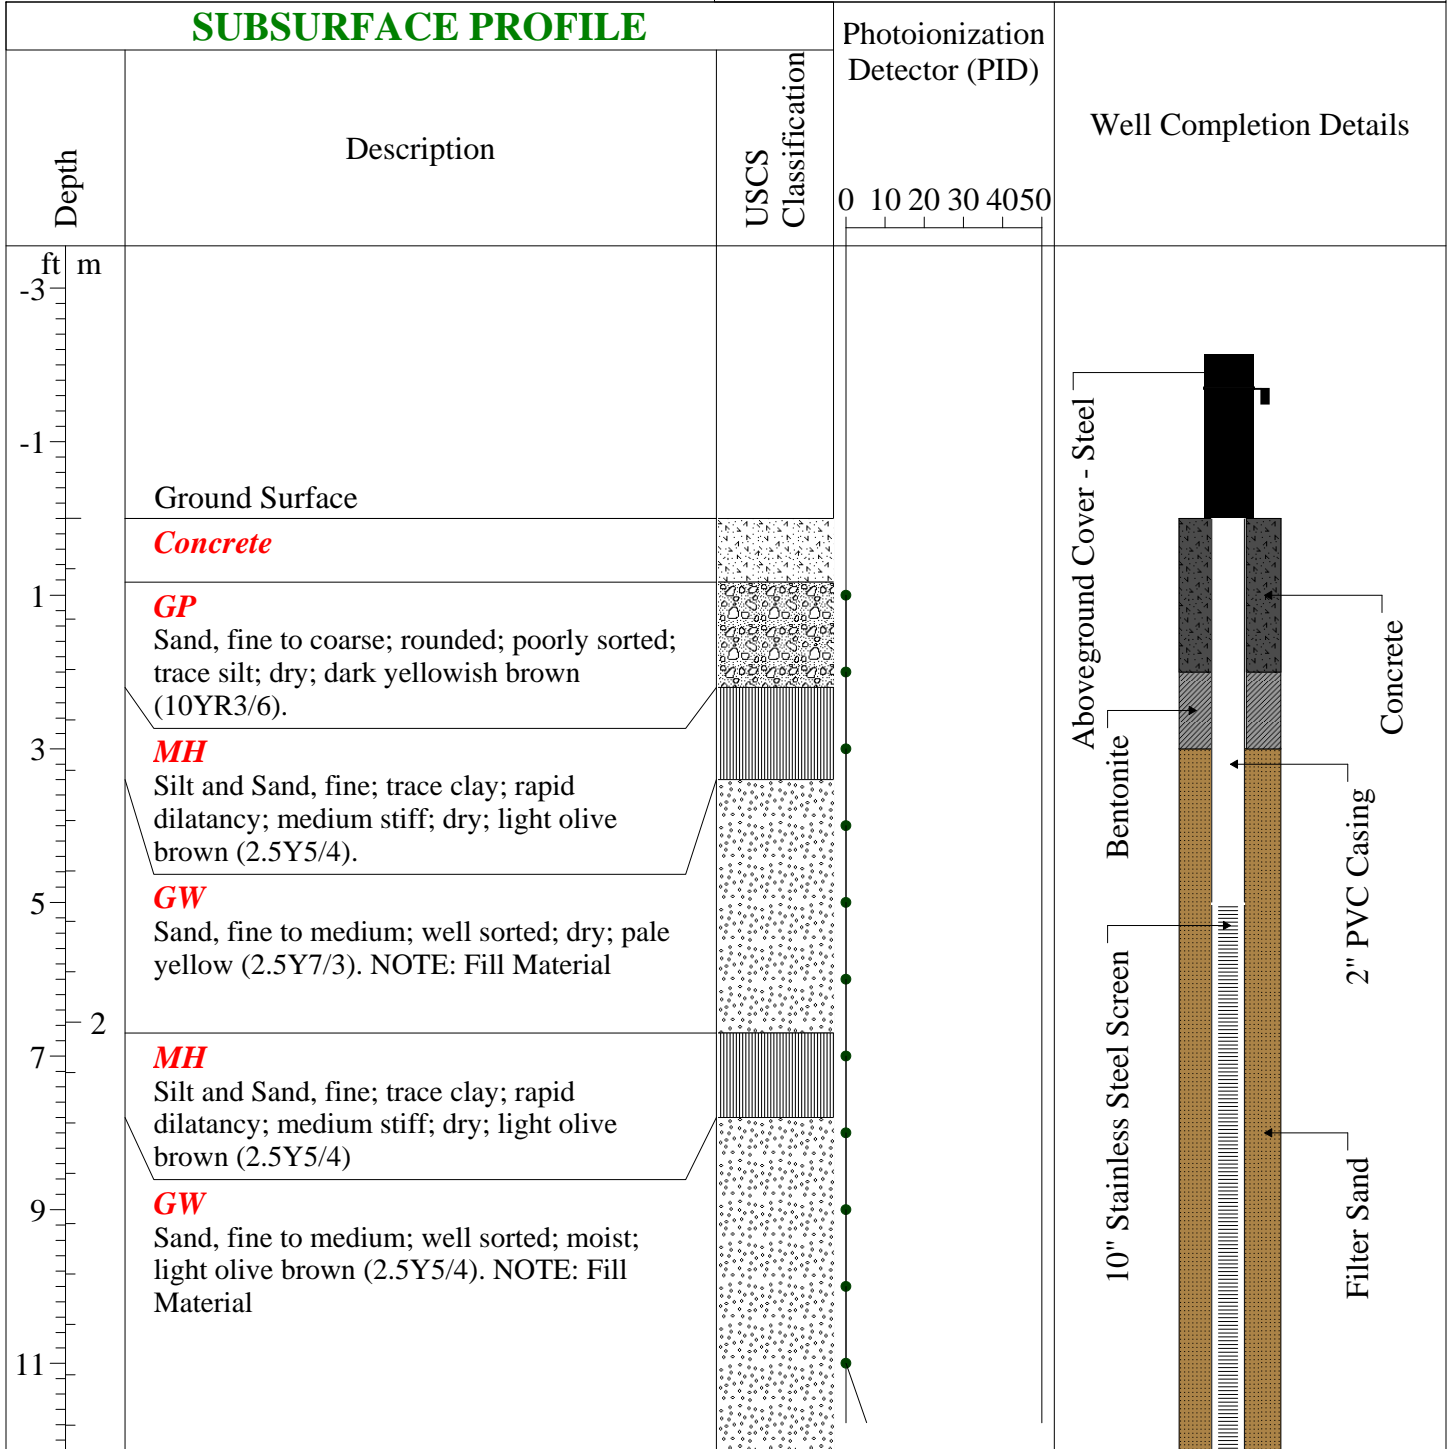 SUBSURFACE PROFILE
Depth
Description
USCS
Classification
Photoionization
Detector (PID)
0 10 20 30 40 50
Well Completion Details
ft m
-3
-1
1
3
5
7
9
11
2
Ground Surface
Concrete
GP
Sand, fine to coarse; rounded; poorly sorted;
trace silt; dry; dark yellowish brown
(10YR3/6).
MH
Silt and Sand, fine; trace clay; rapid
dilatancy; medium stiff; dry; light olive
brown (2.5Y5/4).
GW
Sand, fine to medium; well sorted; dry; pale
yellow (2.5Y7/3). NOTE: Fill Material
MH
Silt and Sand, fine; trace clay; rapid
dilatancy; medium stiff; dry; light olive
brown (2.5Y5/4)
GW
Sand, fine to medium; well sorted; moist;
light olive brown (2.5Y5/4). NOTE: Fill
Material
Aboveground Cover - Steel
Concrete
Bentonite
2" PVC Casing
10" Stainless Steel Screen
Filter Sand